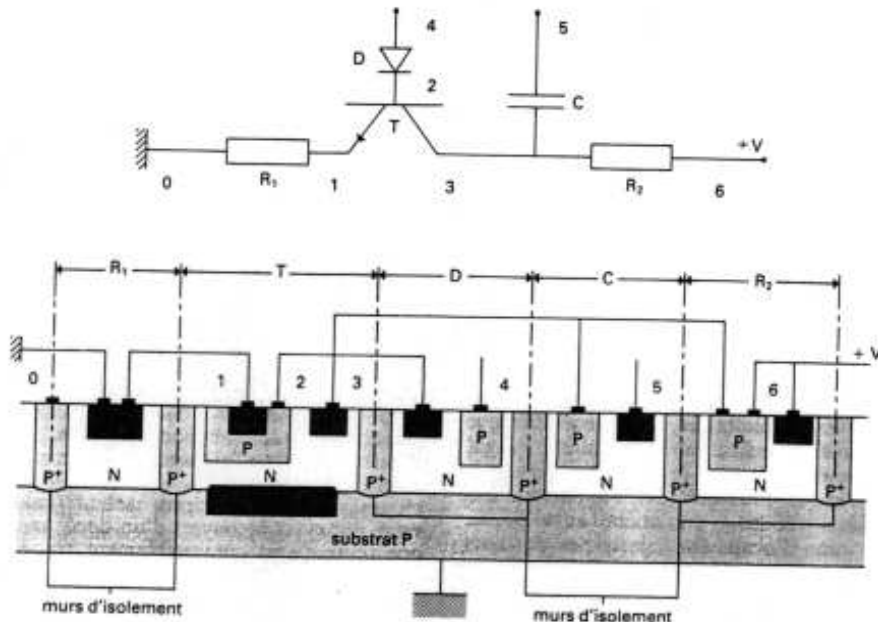 4 5
D
2
C
T
+ V
0 R₁ 1 3 R₂ 6
R₁ T D C R₂
+ V
0 1 2 3 4 5 6
P P P P
P⁺ N P⁺ N P⁺ N P⁺ N P⁺ N P⁺
substrat P
murs d'isolement murs d'isolement